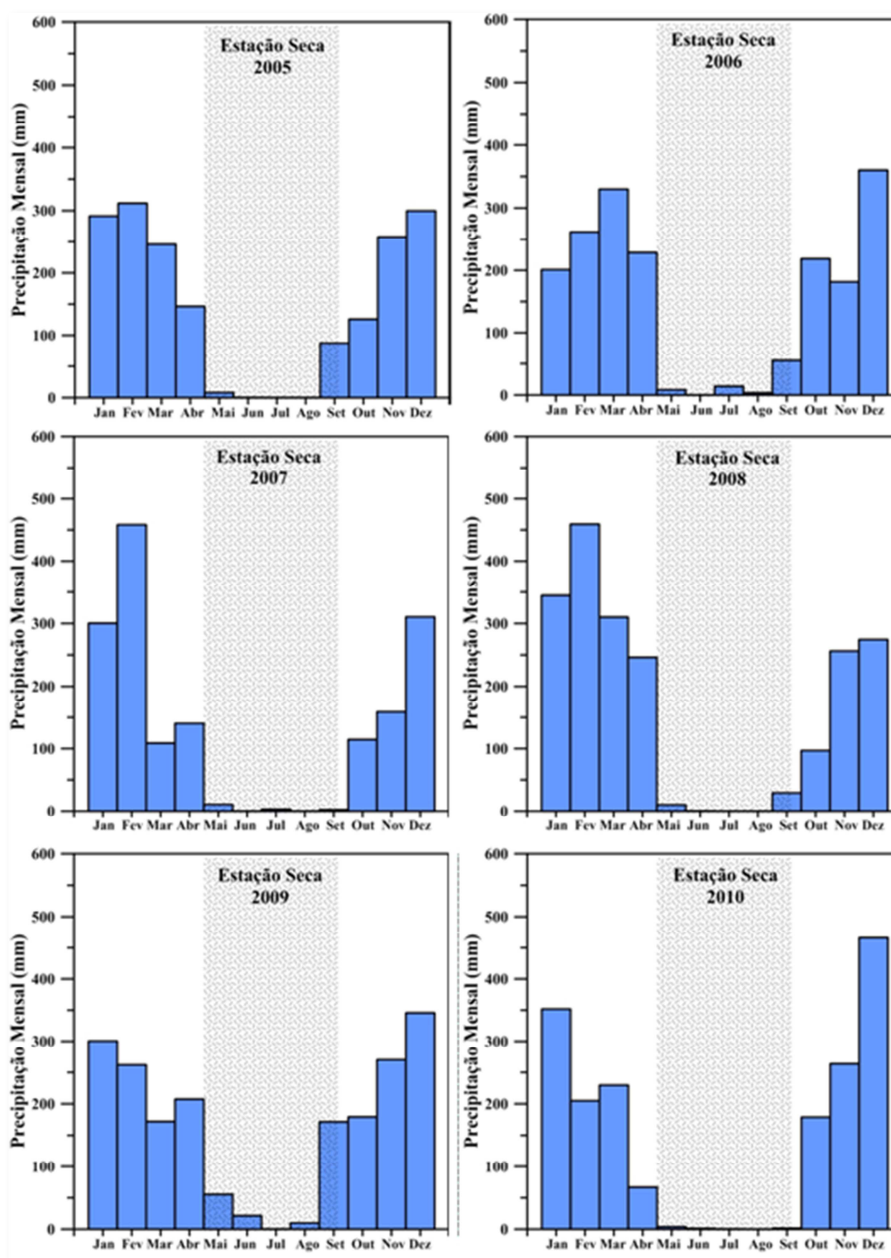 Precipitação Mensal (mm)
600
500
400
300
200
100
0
Estação Seca
2005
Jan Fev Mar Abr Mai Jun Jul Ago Set Out Nov Dez
Precipitação Mensal (mm)
600
500
400
300
200
100
0
Estação Seca
2006
Jan Fev Mar Abr Mai Jun Jul Ago Set Out Nov Dez
Precipitação Mensal (mm)
600
500
400
300
200
100
0
Estação Seca
2007
Jan Fev Mar Abr Mai Jun Jul Ago Set Out Nov Dez
Precipitação Mensal (mm)
600
500
400
300
200
100
0
Estação Seca
2008
Jan Fev Mar Abr Mai Jun Jul Ago Set Out Nov Dez
Precipitação Mensal (mm)
600
500
400
300
200
100
0
Estação Seca
2009
Jan Fev Mar Abr Mai Jun Jul Ago Set Out Nov Dez
Precipitação Mensal (mm)
600
500
400
300
200
100
0
Estação Seca
2010
Jan Fev Mar Abr Mai Jun Jul Ago Set Out Nov Dez